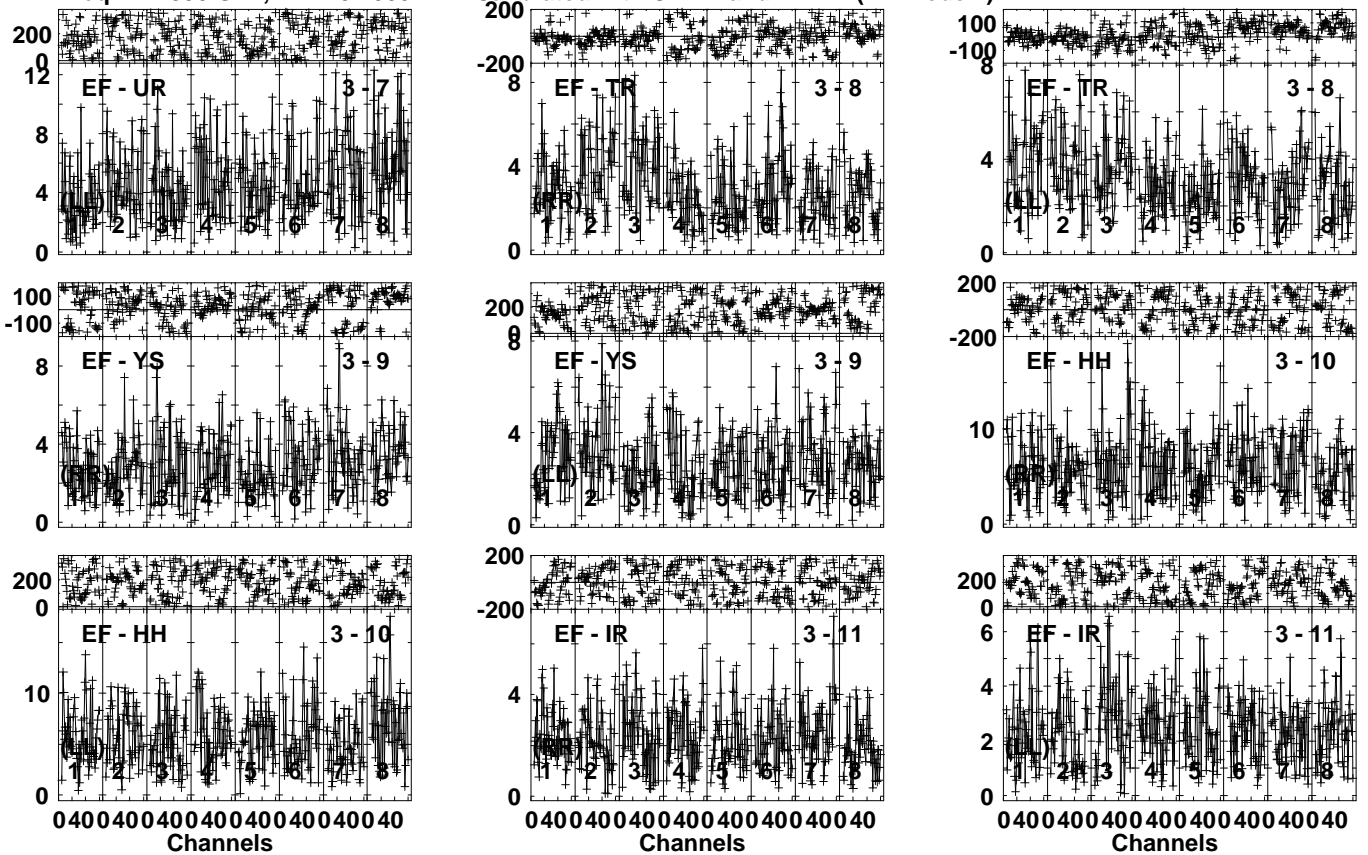 200
0
12
8
4
0
EF - UR 3 - 7
(LL)
1 2 3 4 5 6 7 8
200
-200
8
4
0
EF - TR 3 - 8
(RR)
1 2 3 4 5 6 7 8
100
-100
8
4
0
EF - TR 3 - 8
(LL)
1 2 3 4 5 6 7 8
100
-100
8
4
0
EF - YS 3 - 9
(RR)
1 2 3 4 5 6 7 8
200
0
8
4
0
EF - YS 3 - 9
(LL)
1 2 3 4 5 6 7 8
200
-200
10
0
EF - HH 3 - 10
(RR)
1 2 3 4 5 6 7 8
200
0
10
0
EF - HH 3 - 10
(LL)
1 2 3 4 5 6 7 8
0 40 0 40 0 40 0 40 0 40 0 40 0 40 0 40
Channels
200
-200
4
0
EF - IR 3 - 11
(RR)
1 2 3 4 5 6 7 8
0 40 0 40 0 40 0 40 0 40 0 40 0 40 0 40
Channels
200
0
6
4
2
0
EF - IR 3 - 11
(LL)
1 2 3 4 5 6 7 8
0 40 0 40 0 40 0 40 0 40 0 40 0 40 0 40
Channels